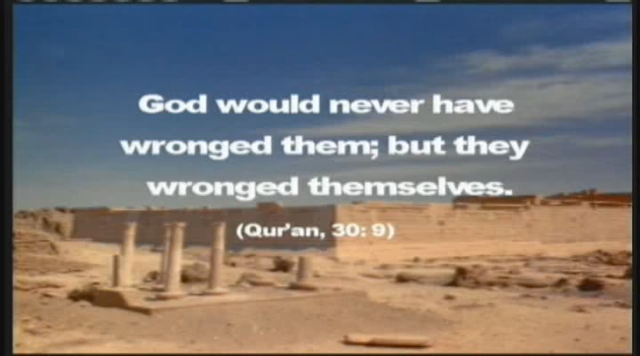 God would never have
wronged them; but they
wronged themselves.
(Qur'an, 30: 9)